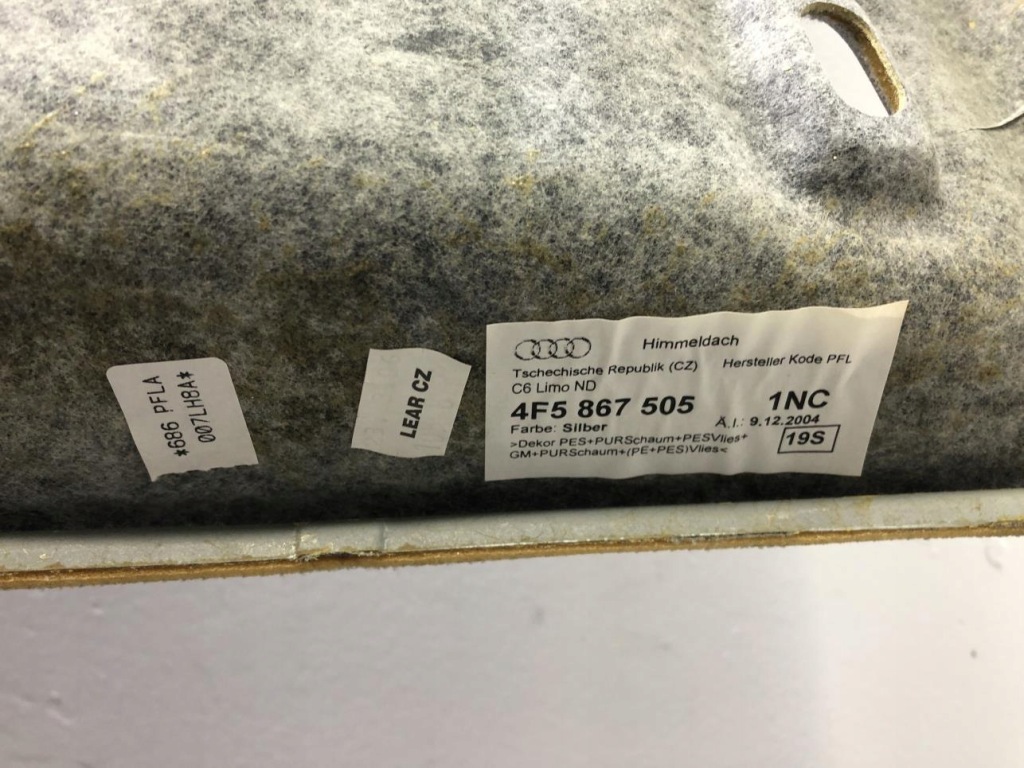 *686 PFLA
007LH8A*
LEAR CZ
Himmeldach
Tschechische Republik (CZ) Hersteller Kode PFL
C6 Limo ND
4F5 867 505 1NC
Farbe: Silber Ä.I.: 9.12.2004
>Dekor PES+PURSchaum+PESVlies+ 19S
GM+PURSchaum+(PE+PES)Vlies<